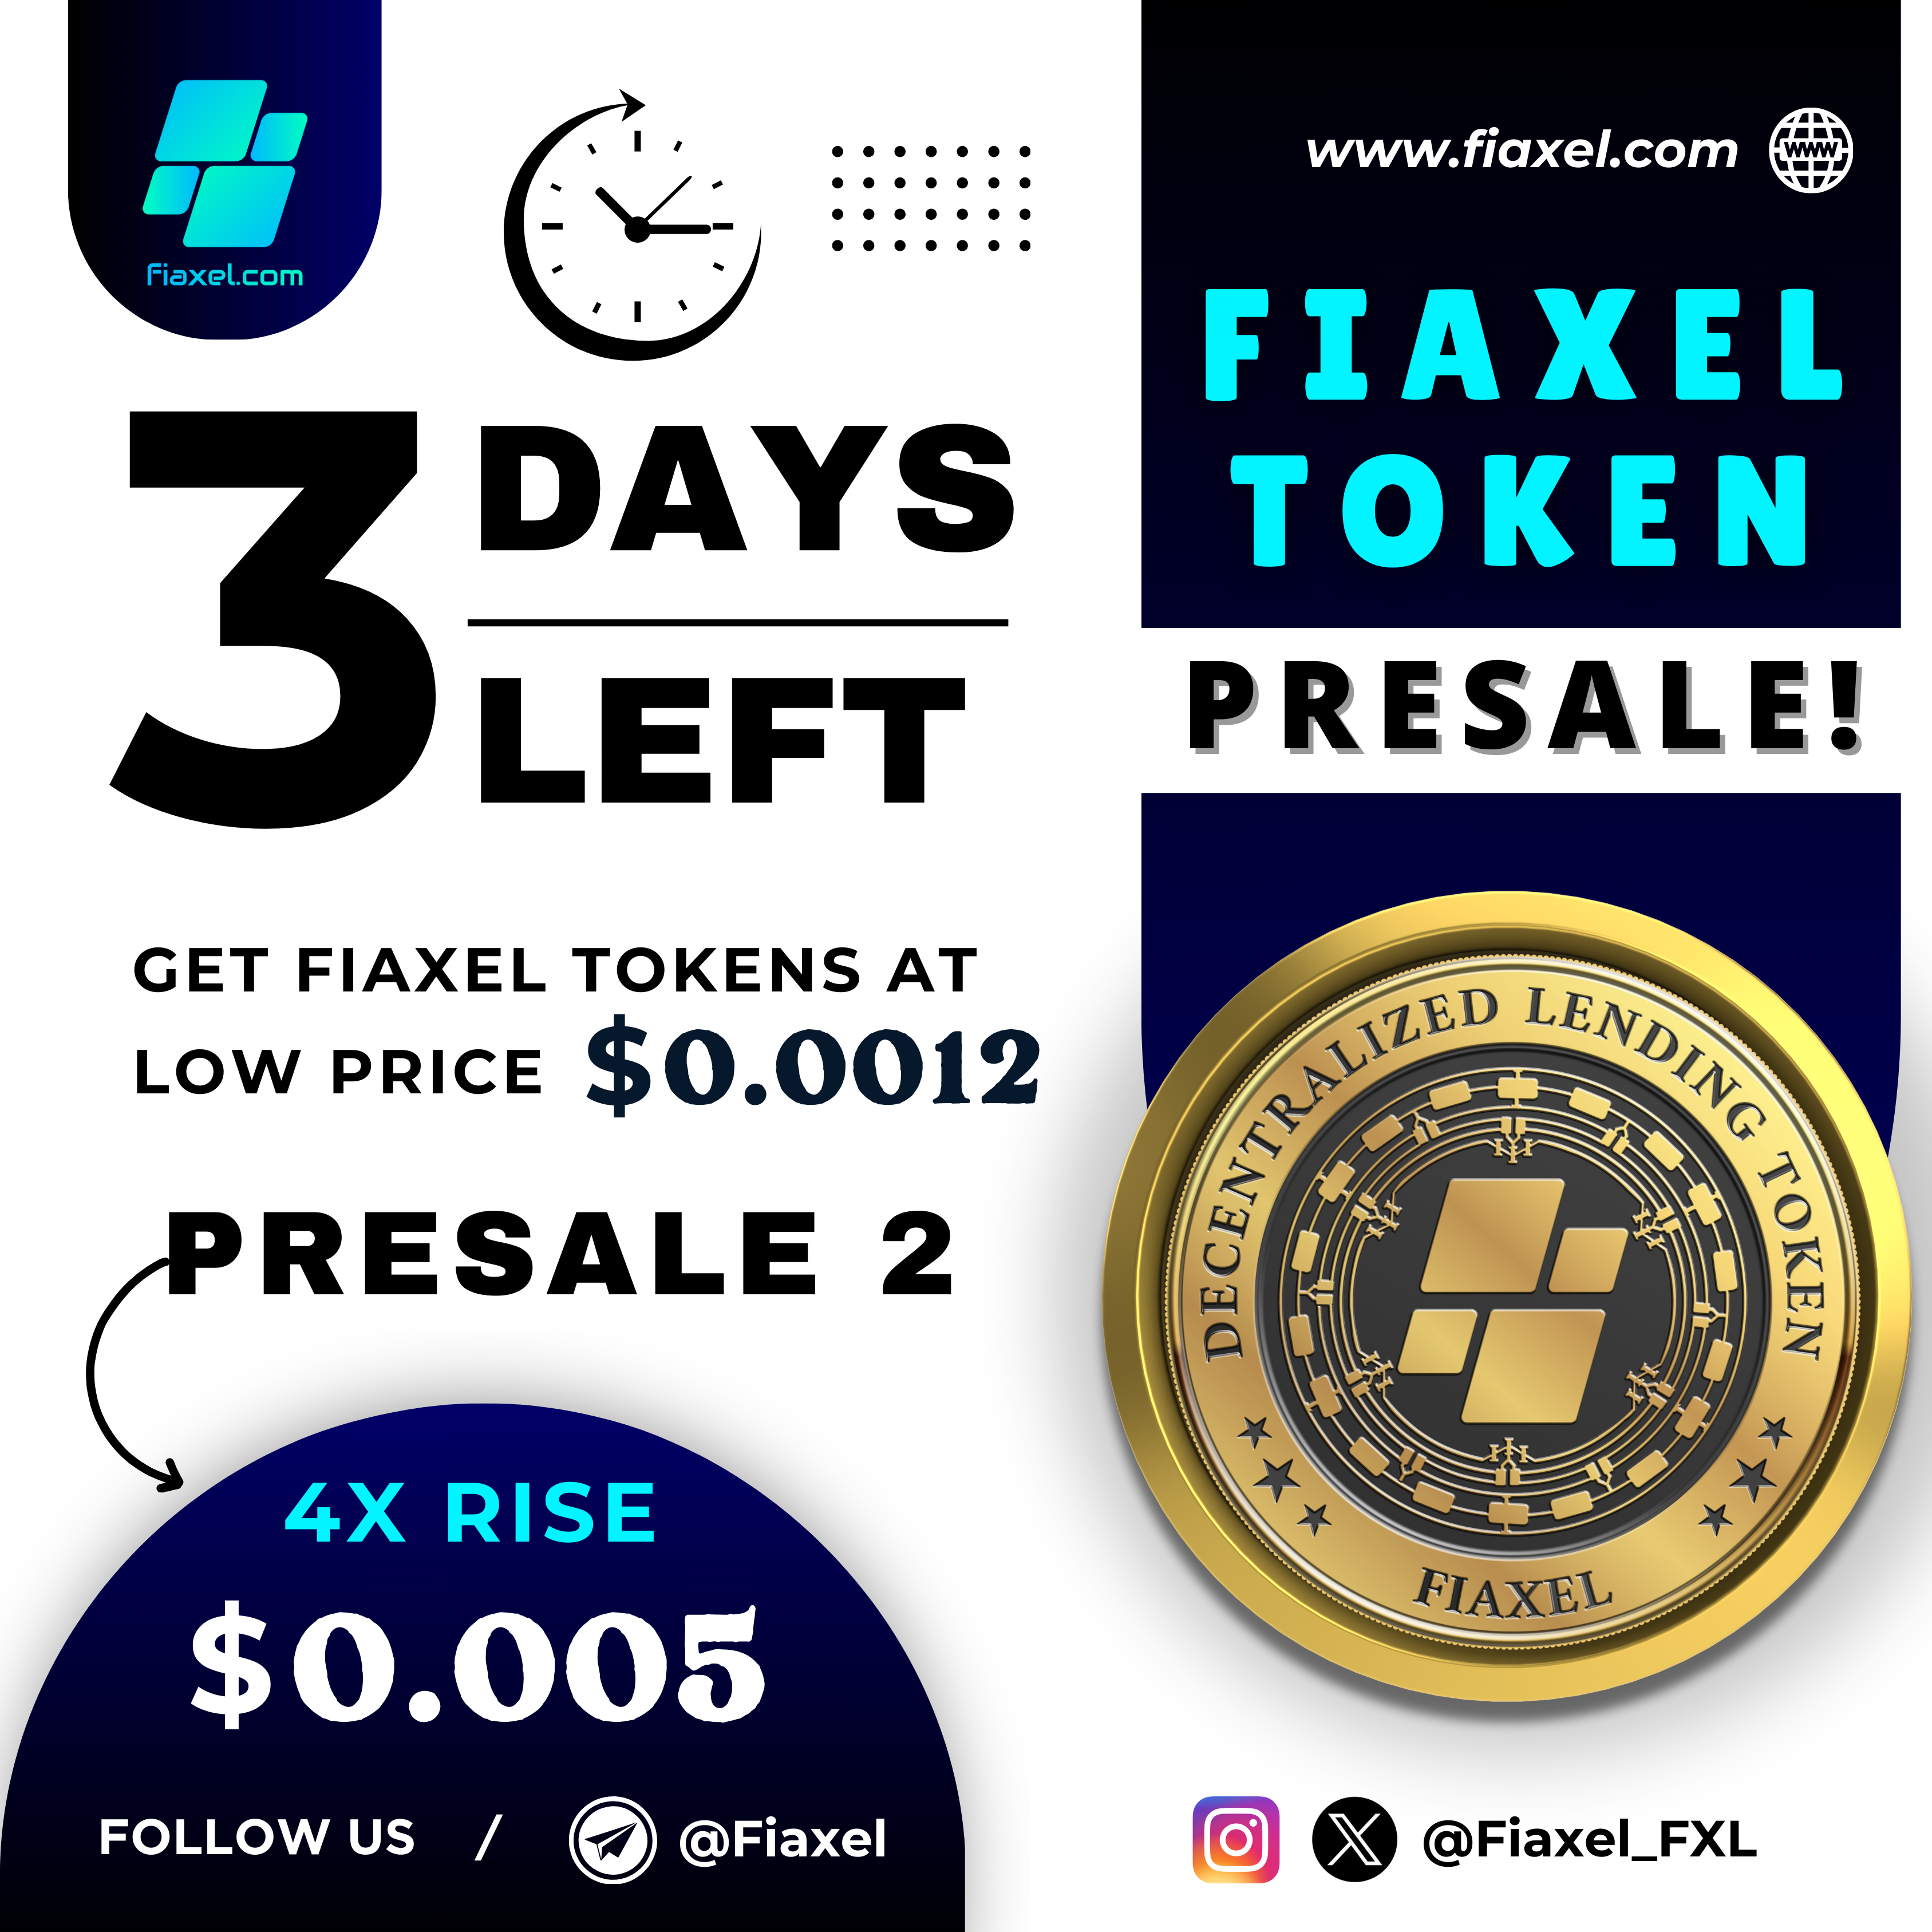 Fiaxel.com
3 DAYS
LEFT
GET FIAXEL TOKENS AT
LOW PRICE $0.0012
PRESALE 2
4X RISE
$0.005
FOLLOW US / @Fiaxel
www.fiaxel.com
WWW
FIAXEL
TOKEN
PRESALE!
DECENTRALIZED LENDING TOKEN
FIAXEL
@Fiaxel_FXL